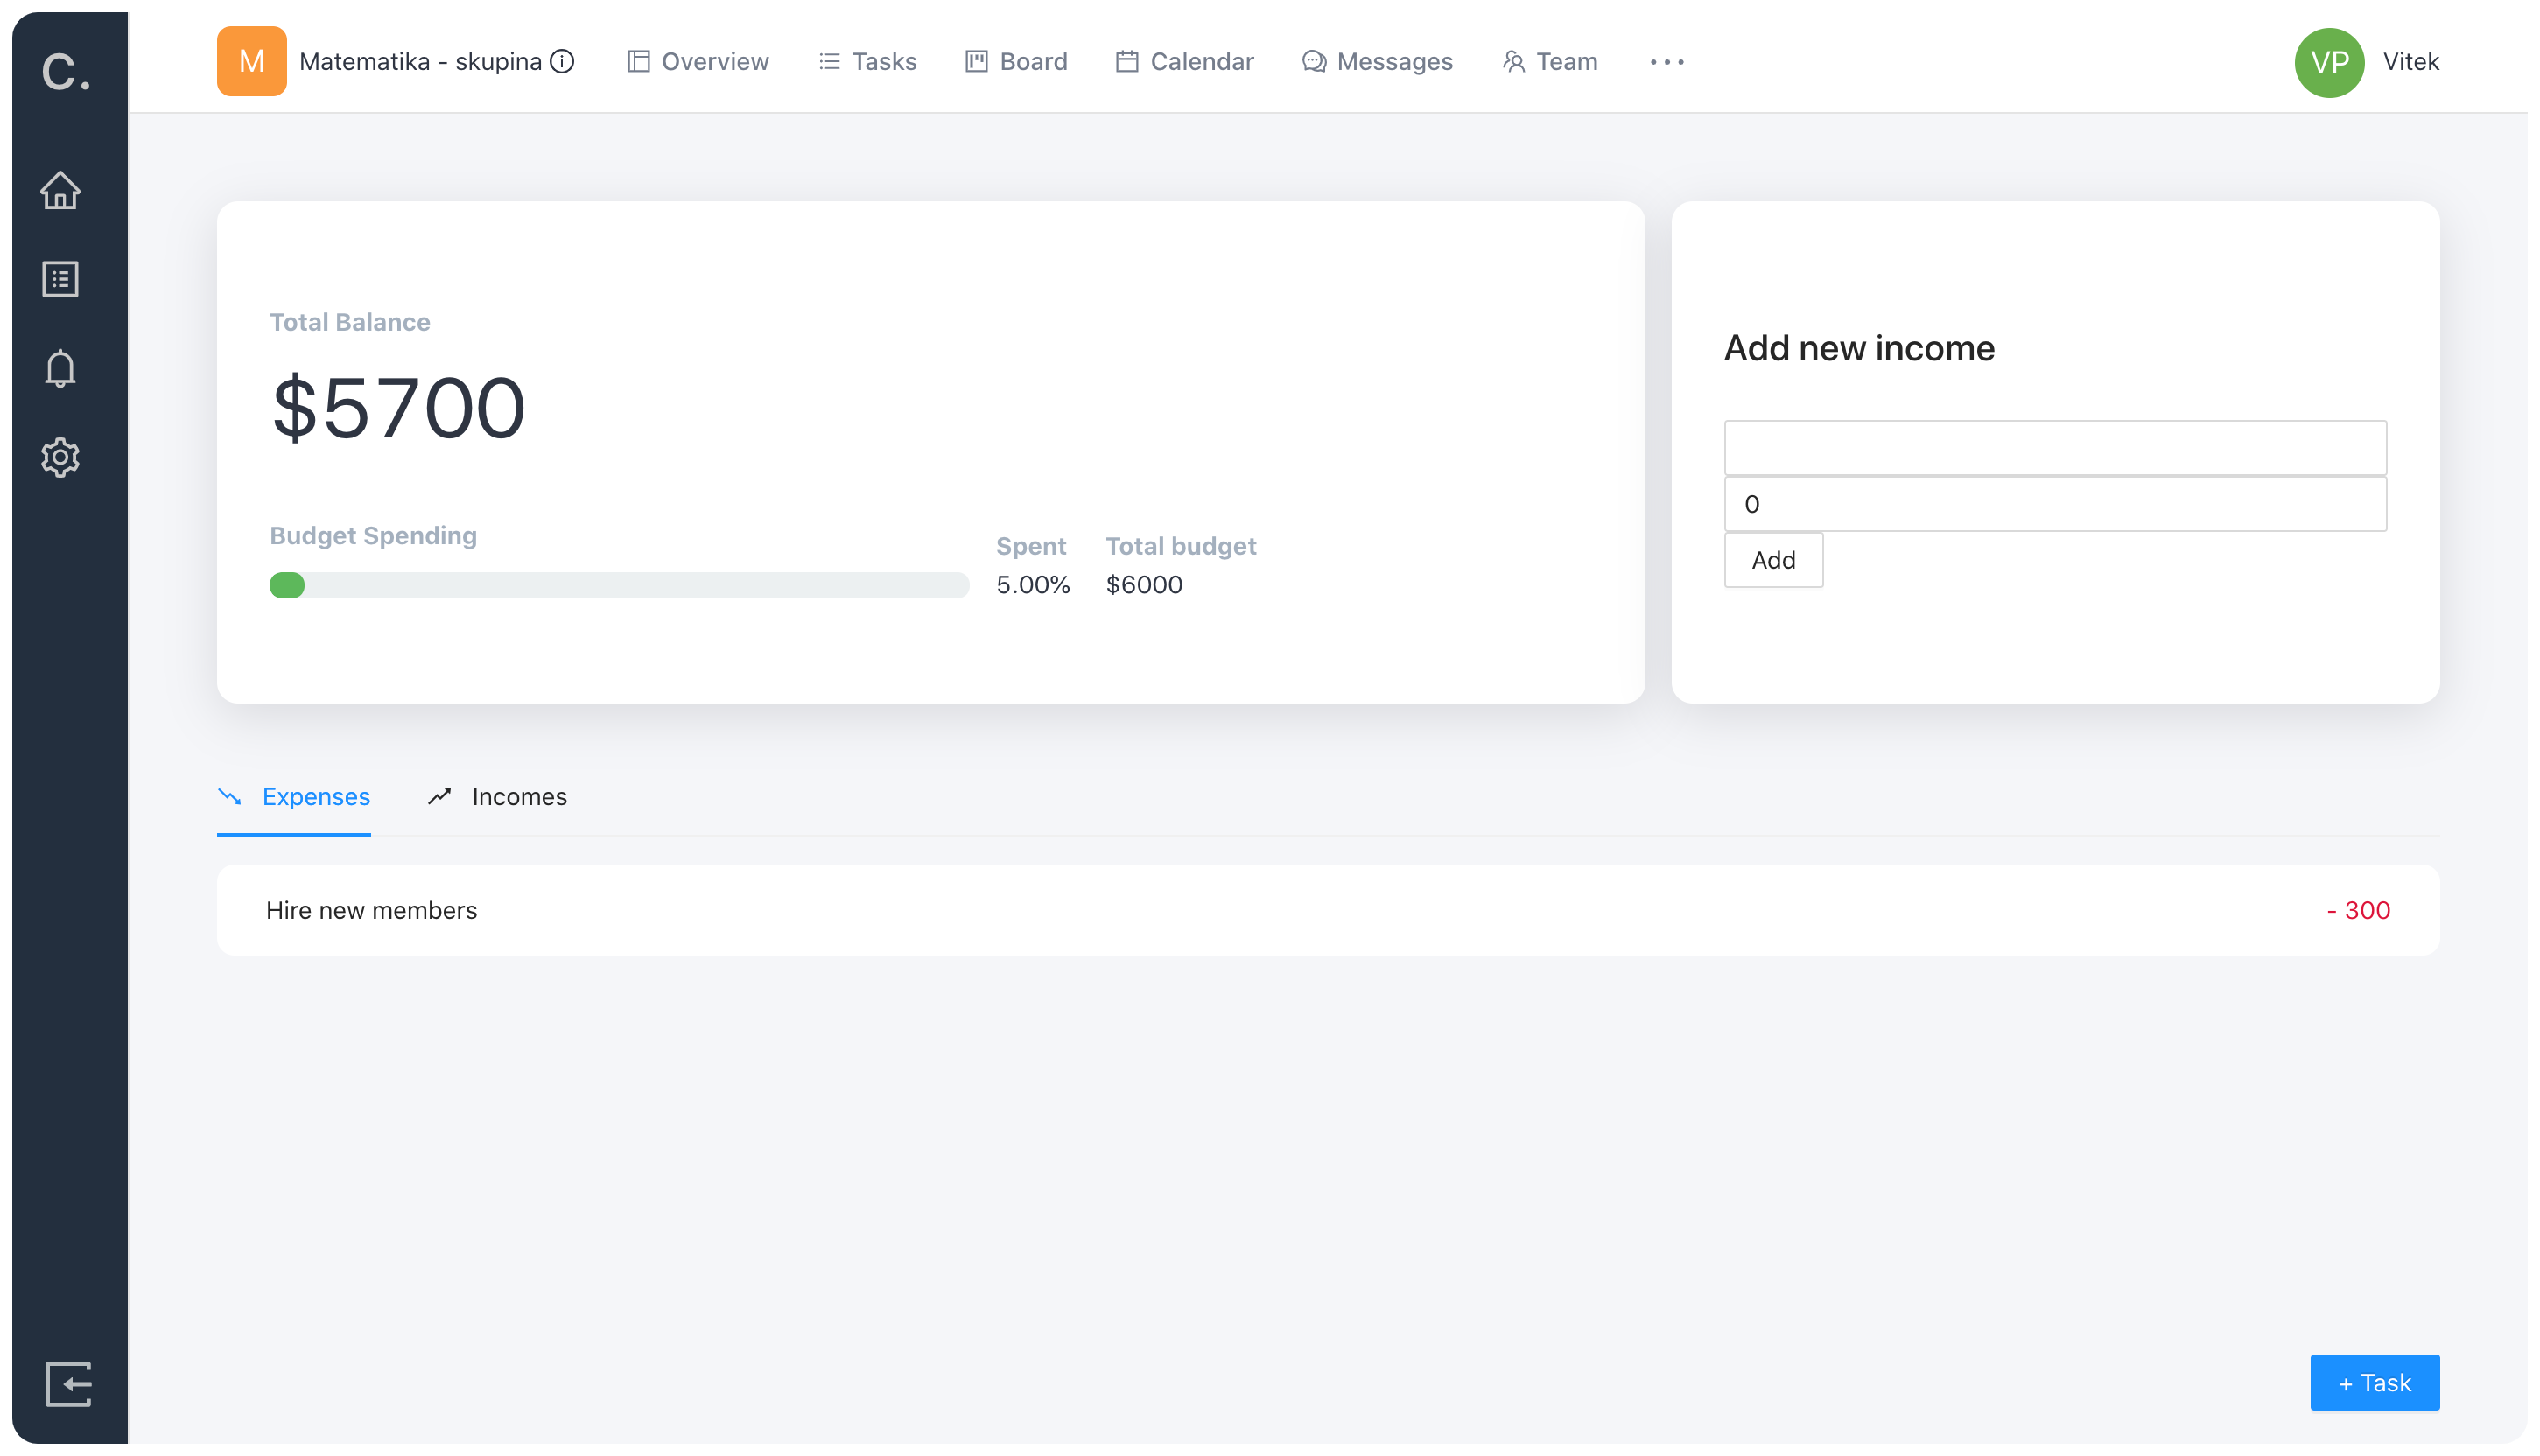 C.
M
Matematika - skupina
Overview
Tasks
Board
Calendar
Messages
Team
VP
Vitek
Total Balance
$5700
Budget Spending
Spent
Total budget
5.00%
$6000
Add new income
0
Add
Expenses
Incomes
Hire new members
- 300
+ Task